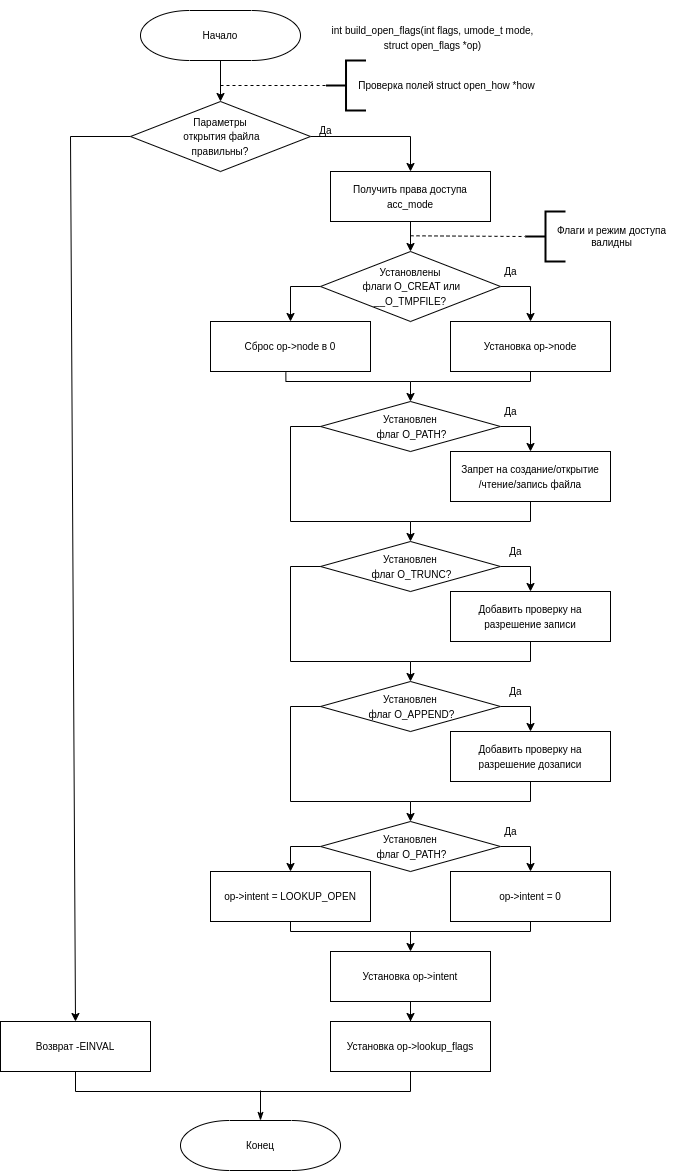 Начало
int build_open_flags(int flags, umode_t mode,
struct open_flags *op)
Проверка полей struct open_how *how
Параметры
открытия файла
правильны?
Да
Получить права доступа
acc_mode
Флаги и режим доступа
валидны
Установлены
флаги O_CREAT или
__O_TMPFILE?
Да
Сброс op->node в 0
Установка op->node
Установлен
флаг O_PATH?
Да
Запрет на создание/открытие
/чтение/запись файла
Установлен
флаг O_TRUNC?
Да
Добавить проверку на
разрешение записи
Установлен
флаг O_APPEND?
Да
Добавить проверку на
разрешение дозаписи
Установлен
флаг O_PATH?
Да
op->intent = LOOKUP_OPEN
op->intent = 0
Установка op->intent
Возврат -EINVAL
Установка op->lookup_flags
Конец